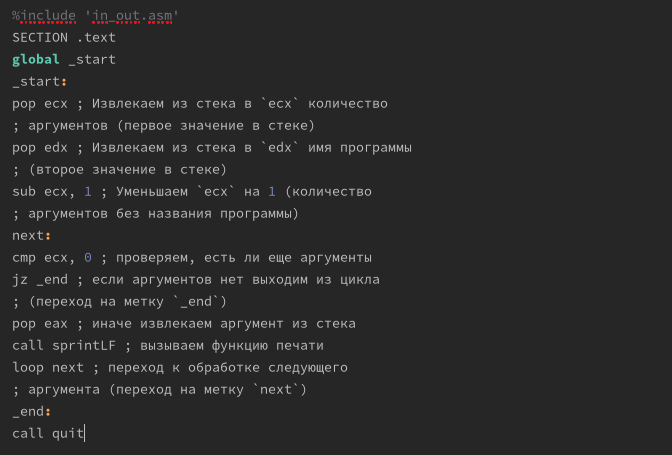 %include 'in_out.asm'
SECTION .text
global _start
_start:
pop ecx ; Извлекаем из стека в `ecx` количество
; аргументов (первое значение в стеке)
pop edx ; Извлекаем из стека в `edx` имя программы
; (второе значение в стеке)
sub ecx, 1 ; Уменьшаем `ecx` на 1 (количество
; аргументов без названия программы)
next:
cmp ecx, 0 ; проверяем, есть ли еще аргументы
jz _end ; если аргументов нет выходим из цикла
; (переход на метку `_end`)
pop eax ; иначе извлекаем аргумент из стека
call sprintLF ; вызываем функцию печати
loop next ; переход к обработке следующего
; аргумента (переход на метку `next`)
_end:
call quit